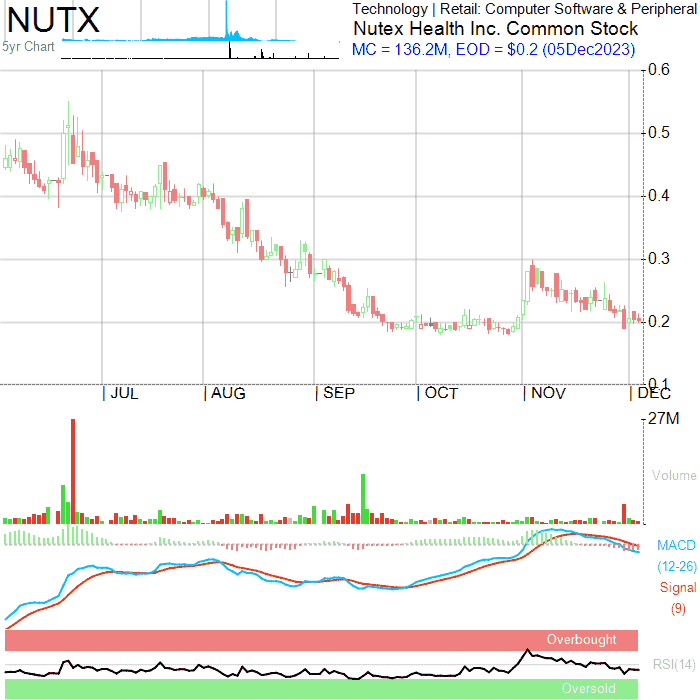 NUTX
Technology | Retail: Computer Software & Peripheral
5yr Chart
Nutex Health Inc. Common Stock
MC = 136.2M, EOD = $0.2 (05Dec2023)
0.6
0.5
0.4
0.3
0.2
0.1
| JUL | AUG | SEP | OCT | NOV | DEC
27M
Volume
MACD
(12-26)
Signal
(9)
Overbought
RSI(14)
Oversold